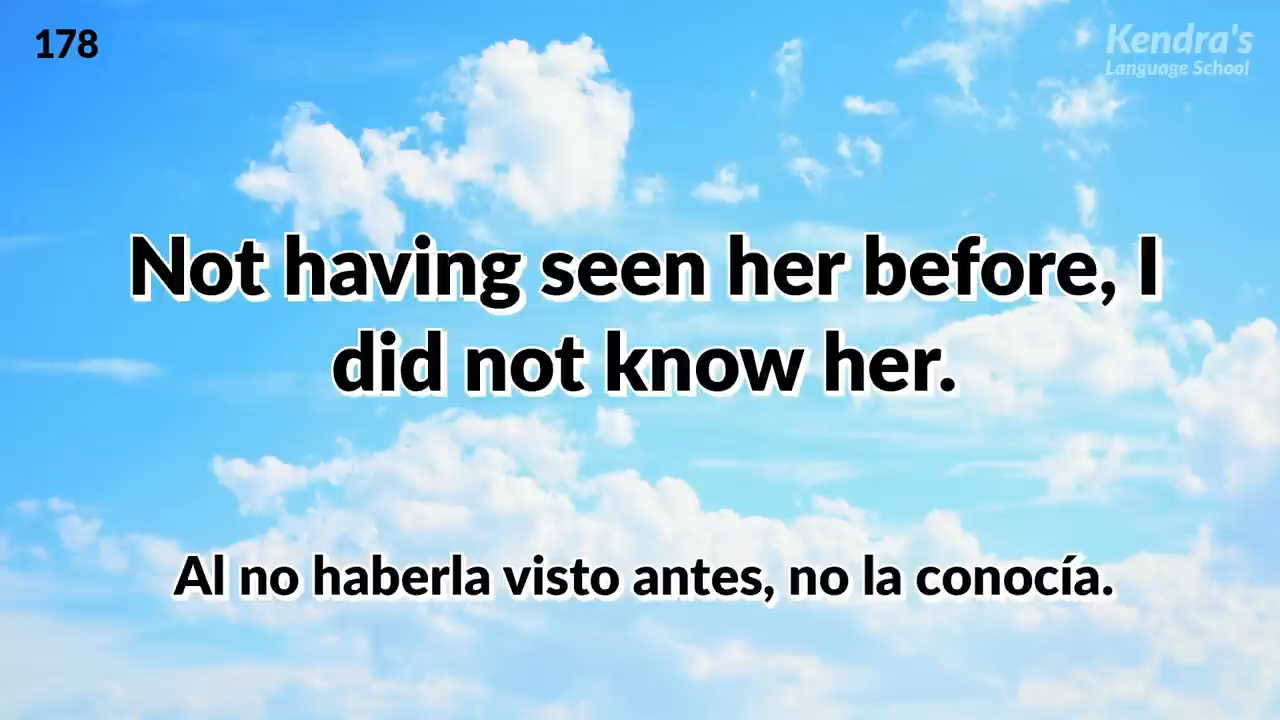 178
Kendra's
Language School
Not having seen her before, I
did not know her.
Al no haberla visto antes, no la conocía.